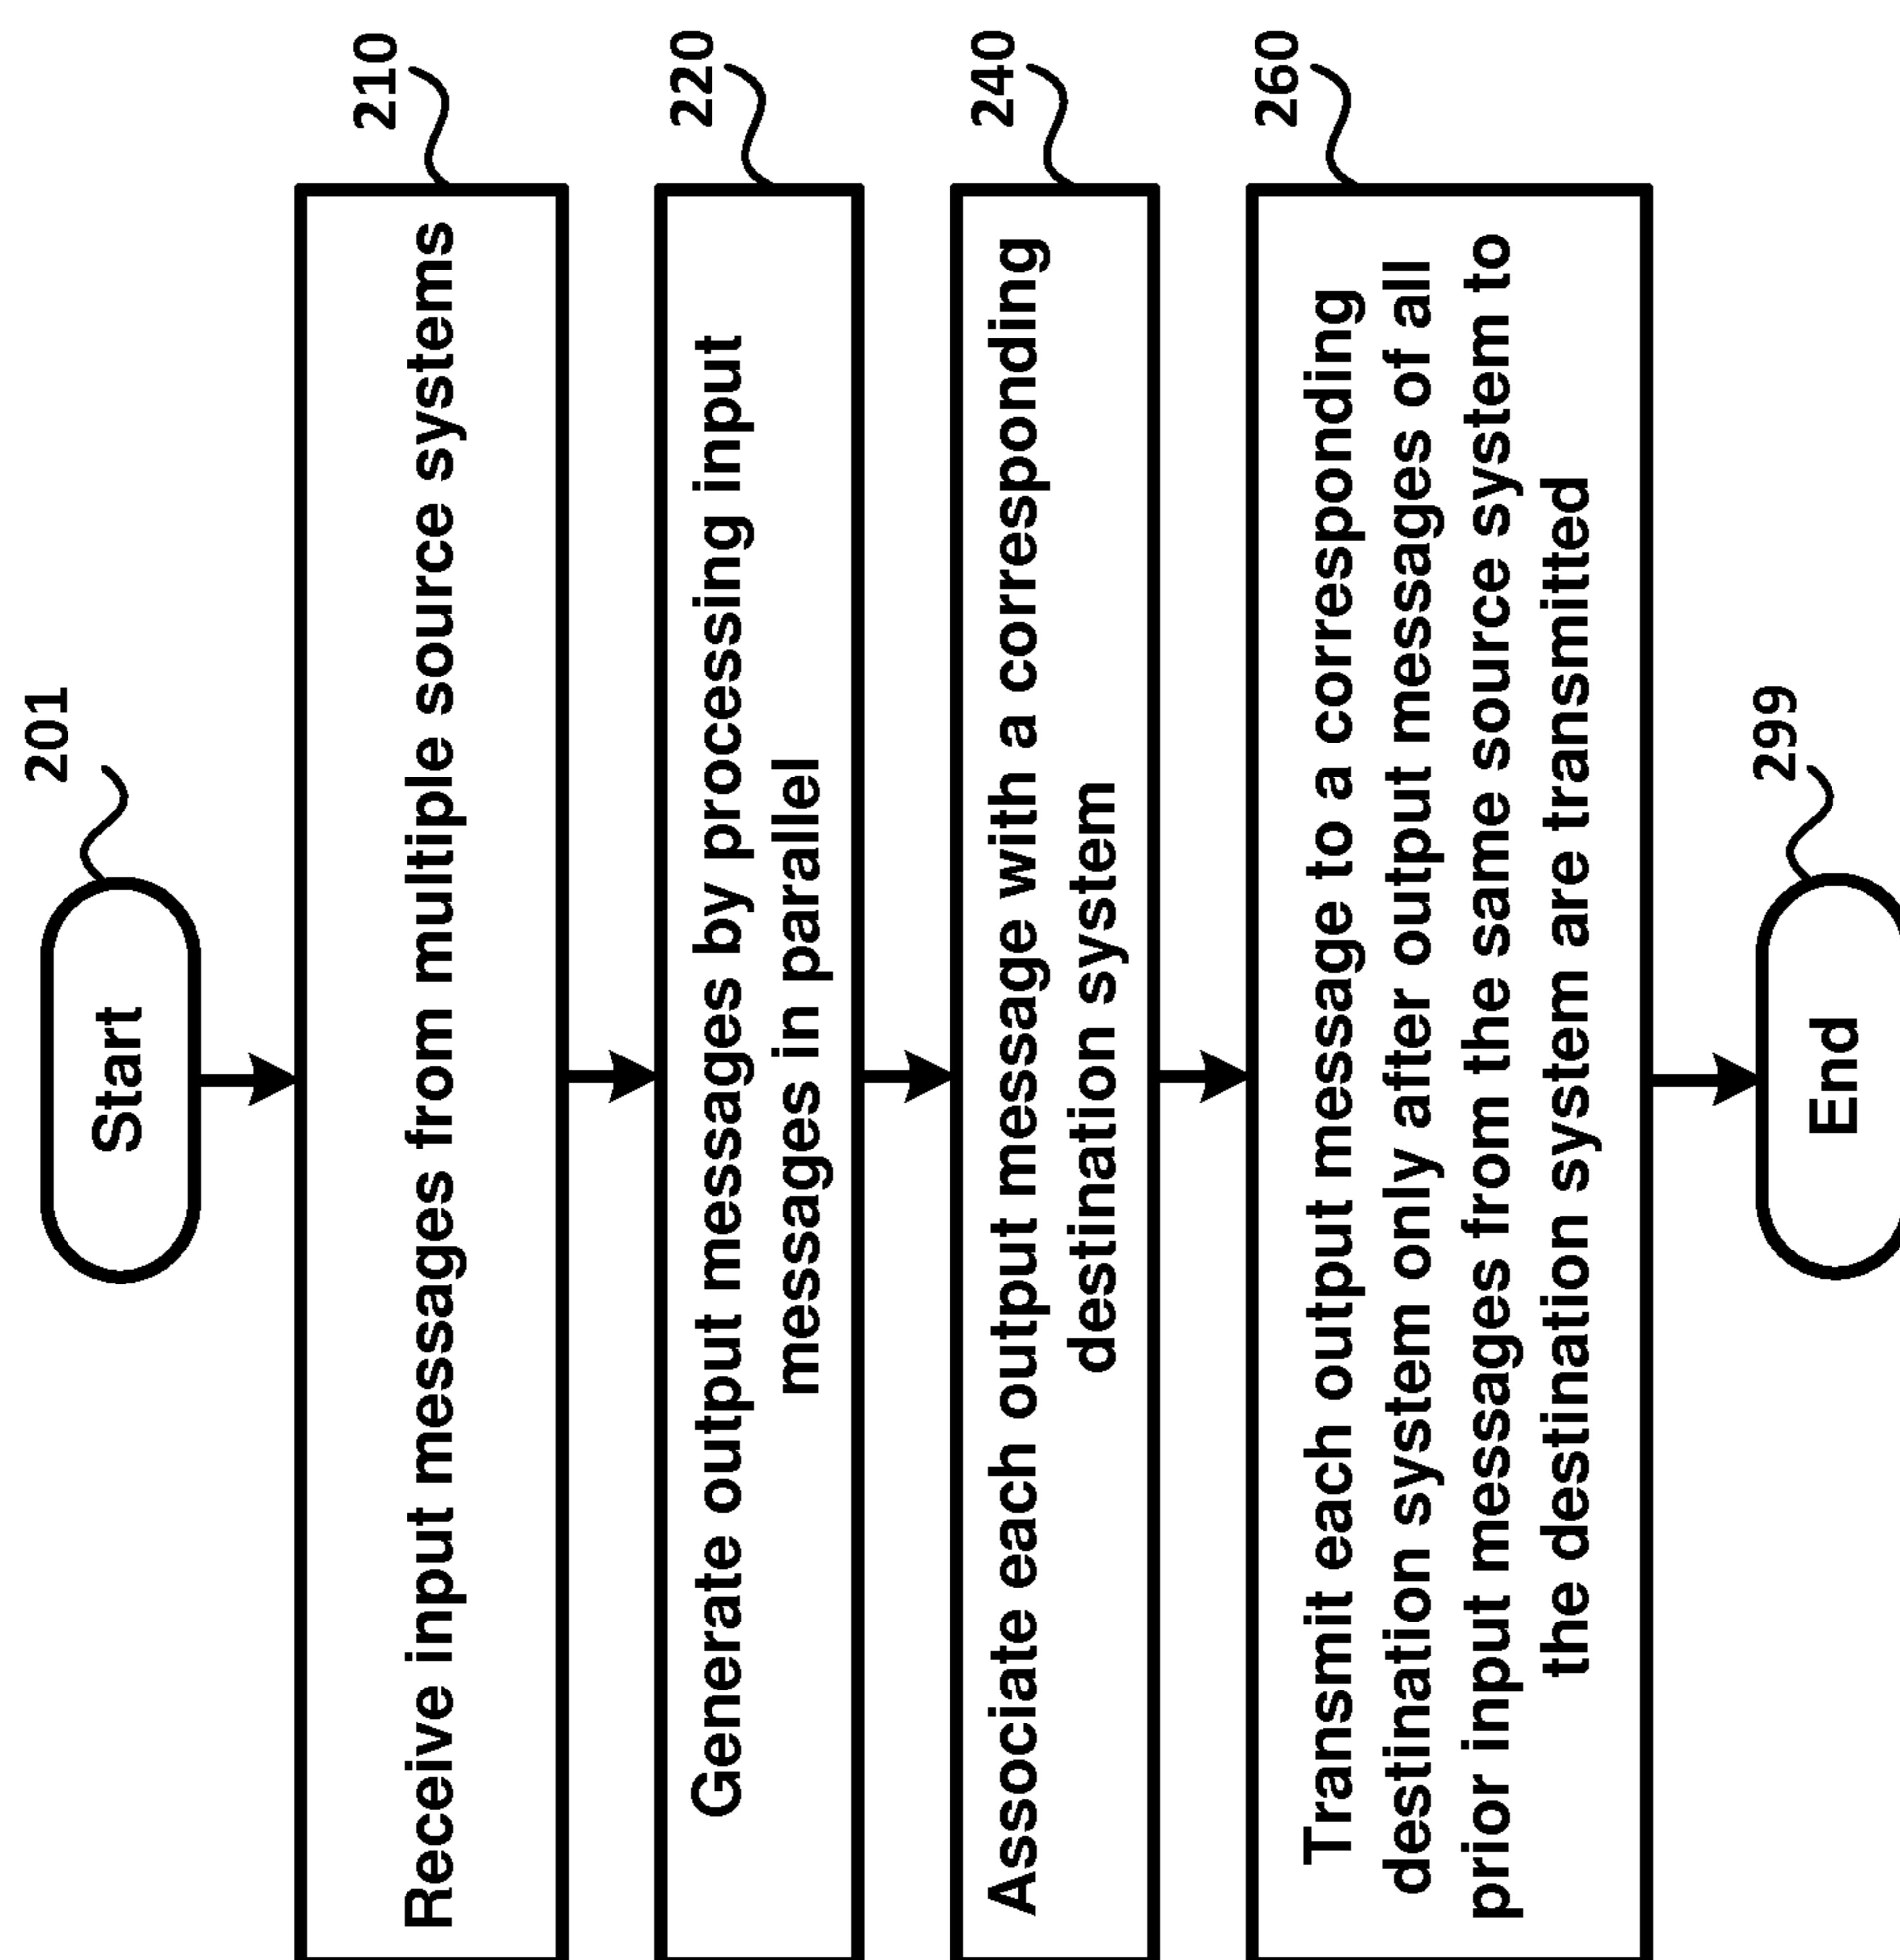 201
Start
210
Receive input messages from multiple source systems
220
Generate output messages by processing input
messages in parallel
240
Associate each output message with a corresponding
destination system
260
Transmit each output message to a corresponding
destination system only after output messages of all
prior input messages from the same source system to
the destination system are transmitted
299
End